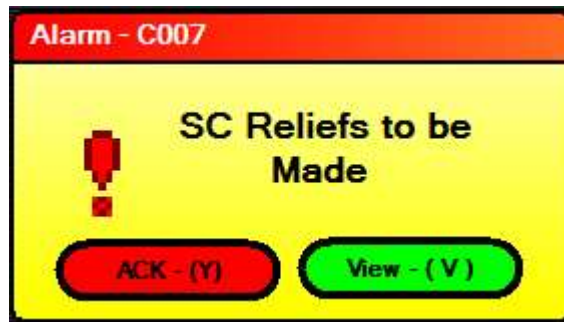 Alarm - C007
SC Reliefs to be
Made
ACK - (Y)
View - ( V )